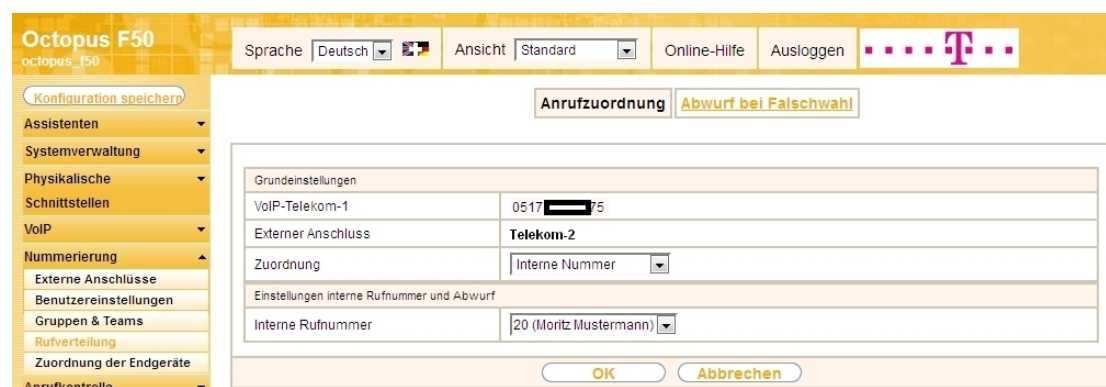 Octopus F50
octopus_f50
Sprache Deutsch Ansicht Standard Online-Hilfe Ausloggen T
Konfiguration speichern
Anrufzuordnung Abwurf bei Falschwahl
Assistenten
Systemverwaltung
Physikalische
Schnittstellen
VoIP
Nummerierung
Externe Anschlüsse
Benutzereinstellungen
Gruppen & Teams
Rufverteilung
Zuordnung der Endgeräte
Anrufkontrolle
Grundeinstellungen
VoIP-Telekom-1 0517 75
Externer Anschluss Telekom-2
Zuordnung Interne Nummer
Einstellungen interne Rufnummer und Abwurf
Interne Rufnummer 20 (Moritz Mustermann)
OK Abbrechen